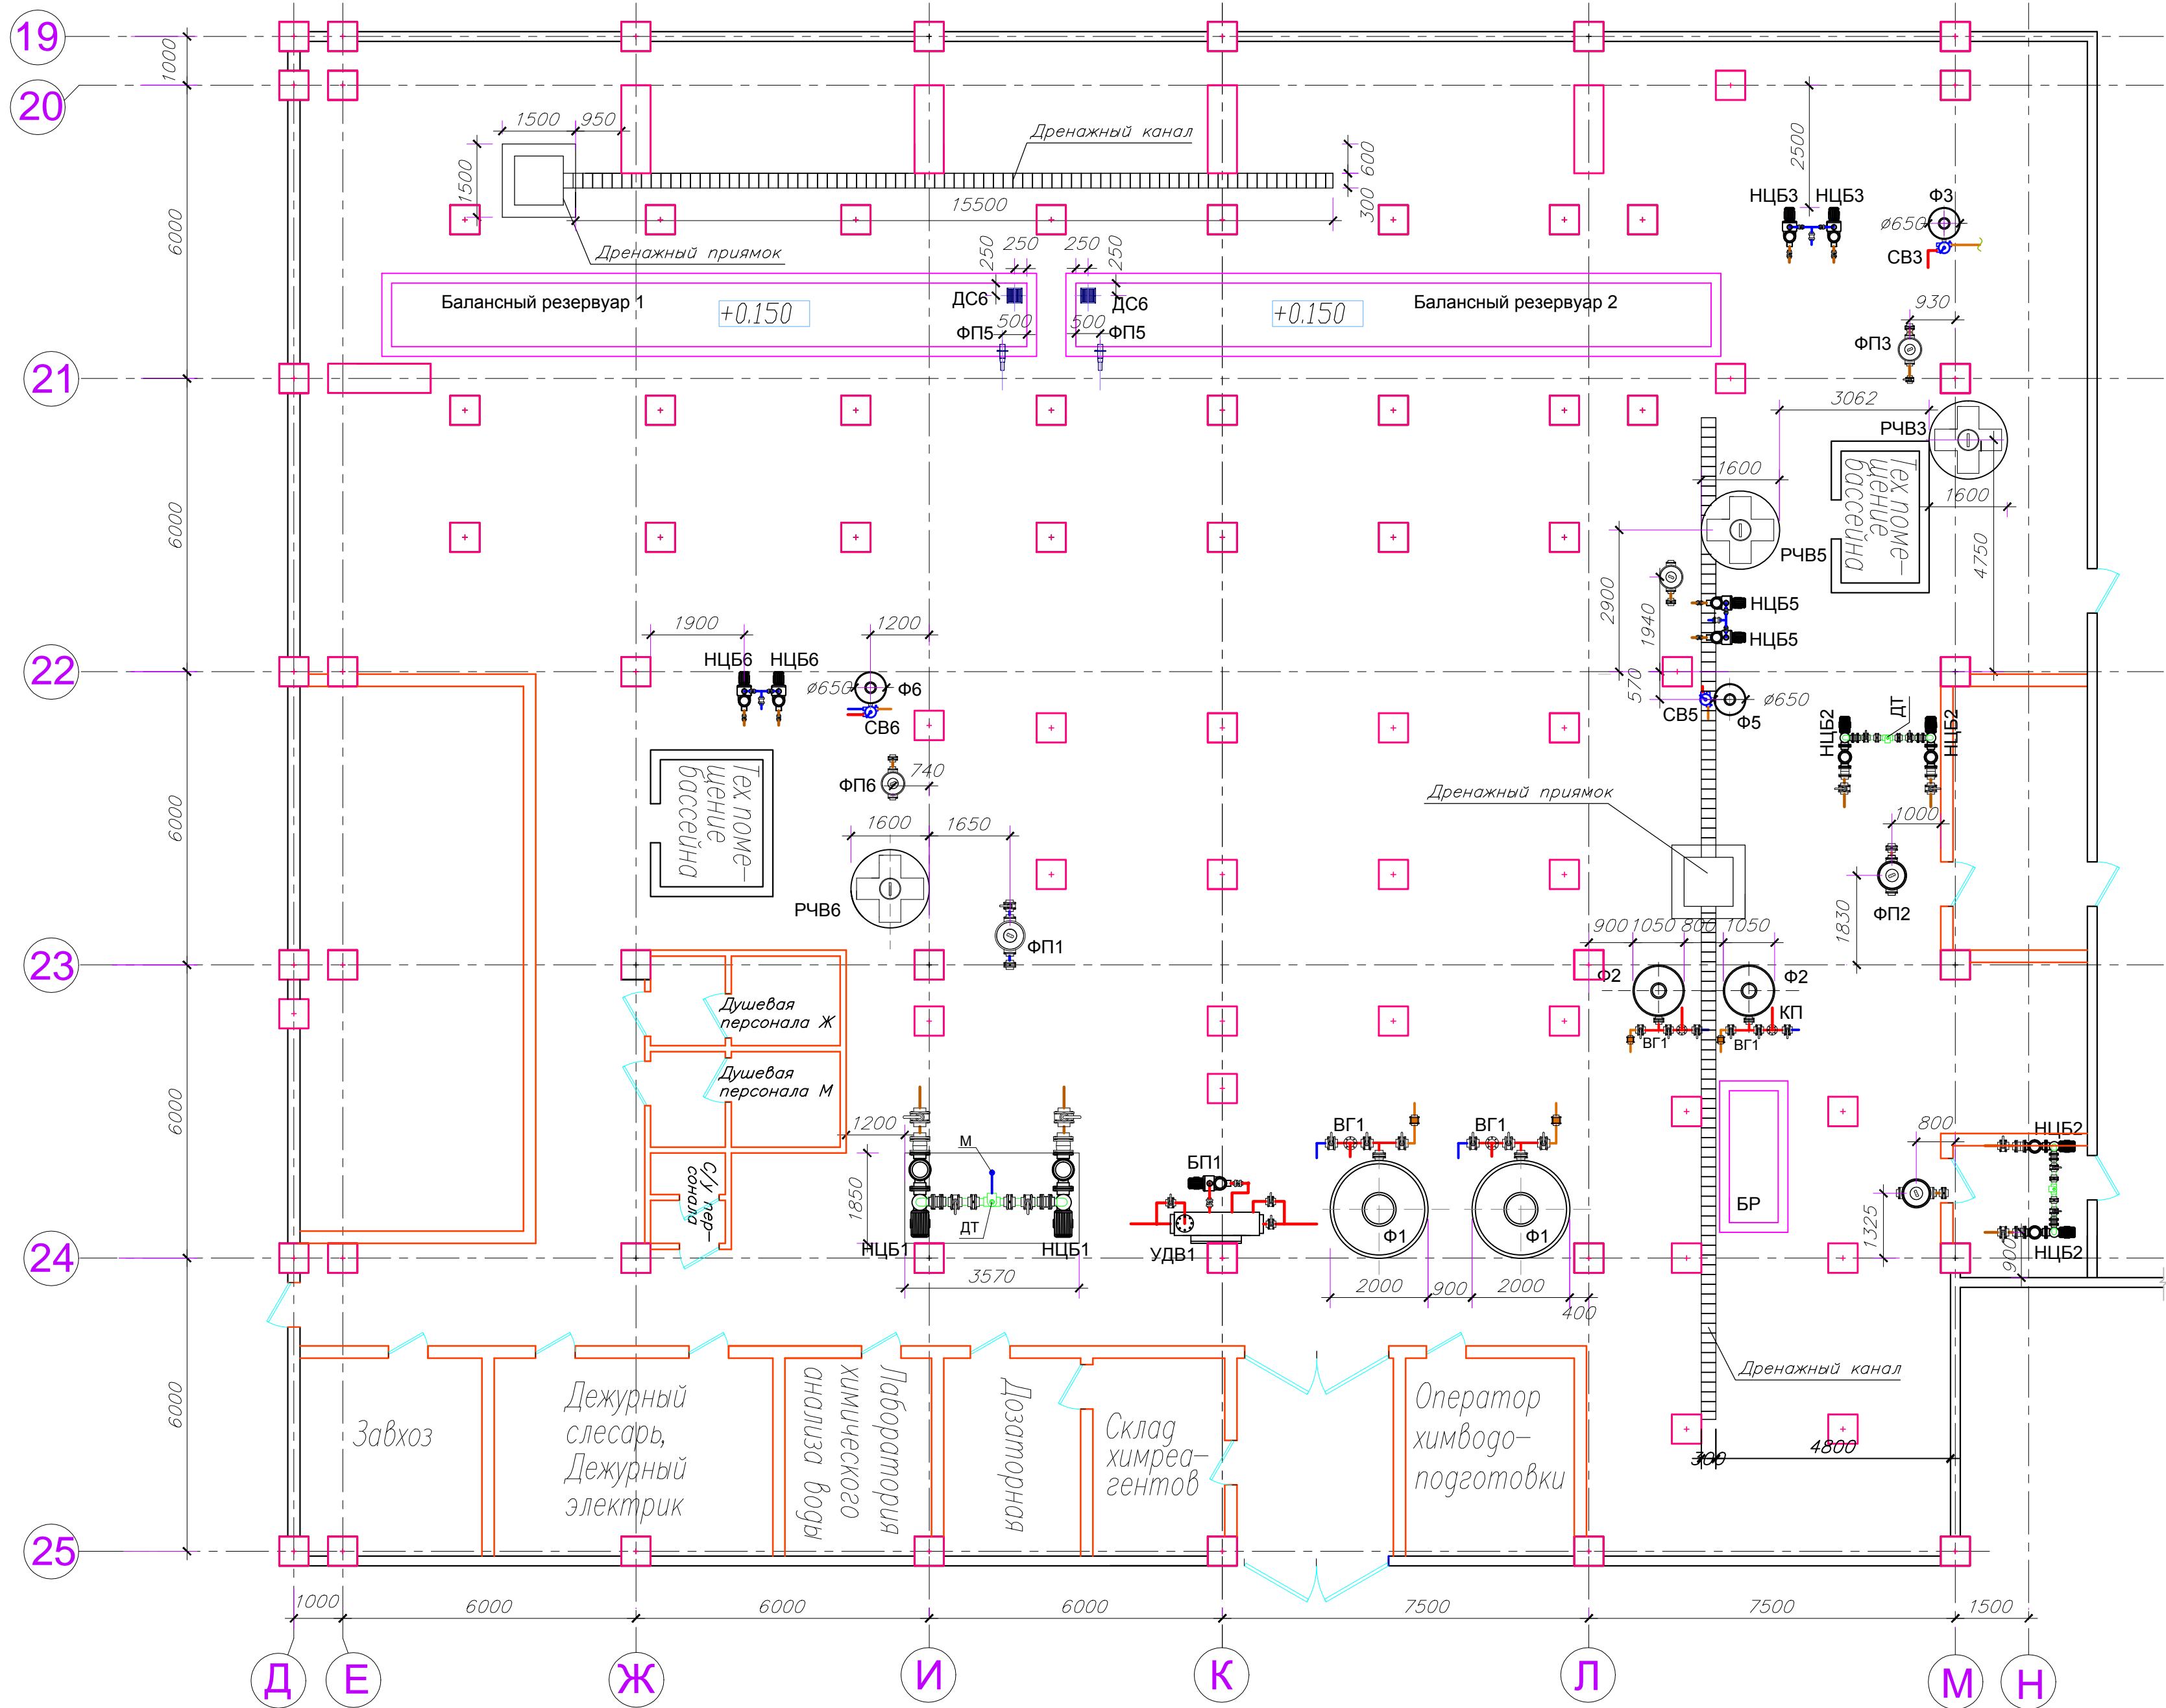 19
1000
20
1500
950
Дренажный канал
600
2500
1500
300
15500
НЦБ3
НЦБ3
Ф3
ø650
СВ3
6000
Дренажный приямок
250
250
250
250
Балансный резервуар 1
+0.150
ДС6
500
ФП5
ДС6
500
ФП5
+0.150
Балансный резервуар 2
930
ФП3
21
3062
РЧВ3
1600
Тех.поме-
щение
бассейна
1600
4750
6000
РЧВ5
2900
1940
НЦБ5
НЦБ5
1900
1200
22
НЦБ6
НЦБ6
ø650
Ф6
СВ6
570
СВ5
Ф5
ø650
НЦБ2
ДТ
НЦБ2
Тех.поме-
щение
бассейна
ФП6
740
Дренажный приямок
6000
1600
1650
1000
РЧВ6
ФП1
ФП2
1830
900
1050
800
1050
23
Ф2
Ф2
КП
ВГ1
ВГ1
Душевая
персонала Ж
Душевая
персонала М
6000
1200
М
ВГ1
ВГ1
800
НЦБ2
С/у пер-
сонала
1850
БП1
БР
1325
ДТ
НЦБ1
НЦБ1
УДВ1
Ф1
Ф1
900
НЦБ2
24
3570
2000
900
2000
400
Дренажный канал
6000
Завхоз
Дежурный
слесарь,
Дежурный
электрик
Лаборатория
химического
анализа воды
Дозаторная
Склад
химреа-
гентов
Оператор
химводо-
подготовки
300
4800
25
1000
6000
6000
6000
7500
7500
1500
Д
Е
Ж
И
К
Л
М
Н